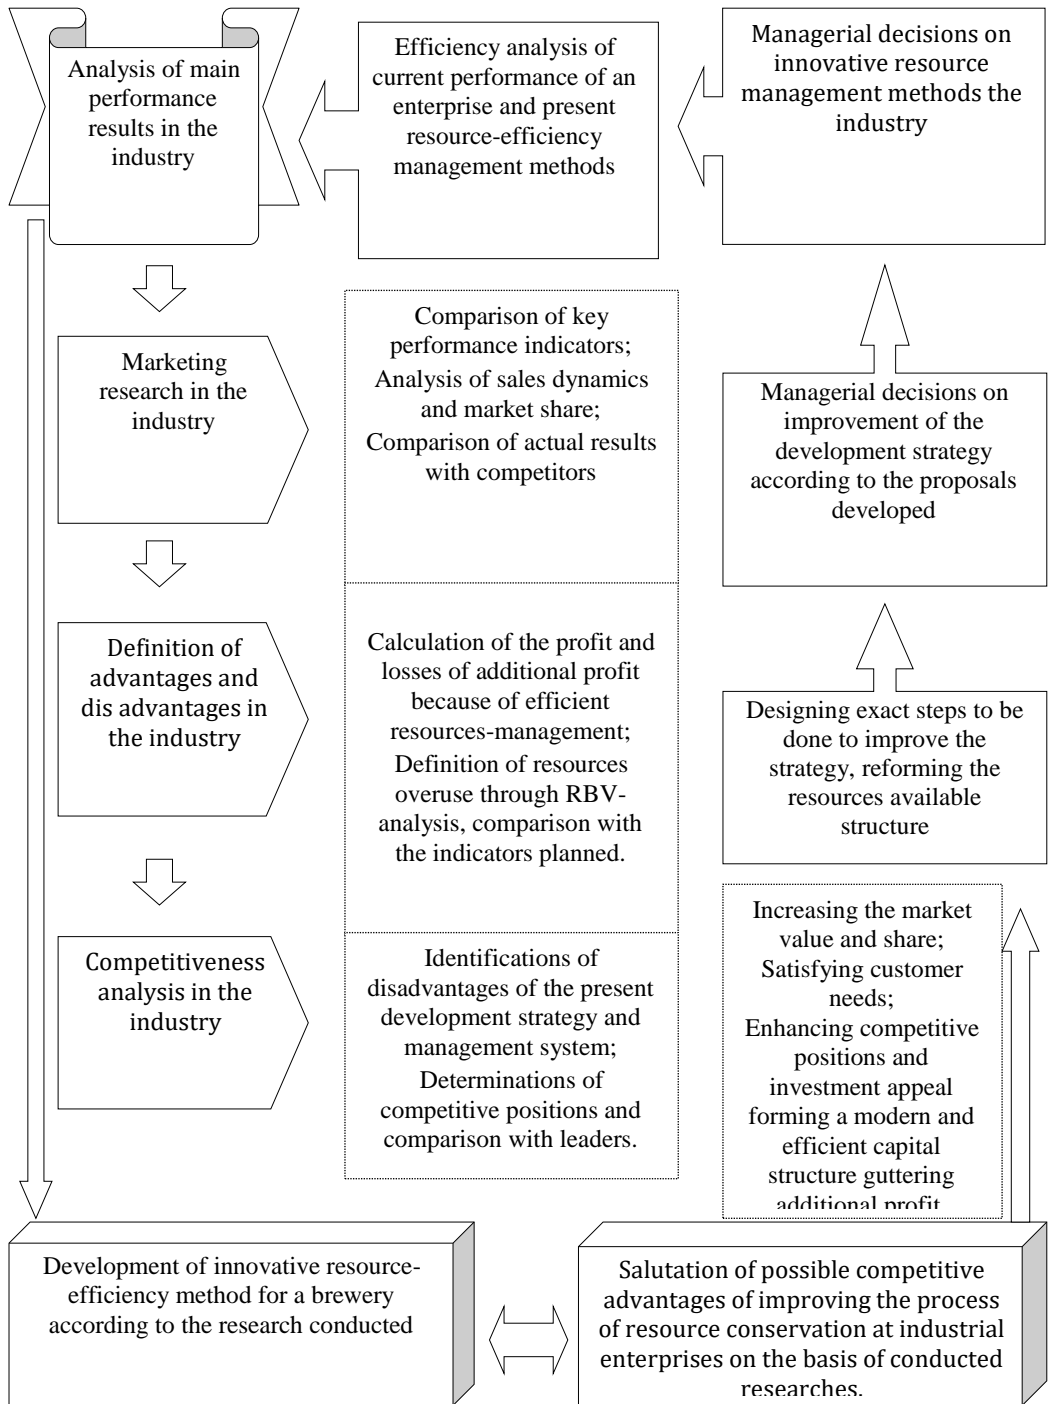 Analysis of main
performance
results in the
industry
Efficiency analysis of
current performance of an
enterprise and present
resource-efficiency
management methods
Managerial decisions on
innovative resource
management methods the
industry
Marketing
research in the
industry
Comparison of key
performance indicators;
Analysis of sales dynamics
and market share;
Comparison of actual results
with competitors
Managerial decisions on
improvement of the
development strategy
according to the proposals
developed
Definition of
advantages and
dis advantages in
the industry
Calculation of the profit and
losses of additional profit
because of efficient
resources-management;
Definition of resources
overuse through RBV-
analysis, comparison with
the indicators planned.
Designing exact steps to be
done to improve the
strategy, reforming the
resources available
structure
Competitiveness
analysis in the
industry
Identifications of
disadvantages of the present
development strategy and
management system;
Determinations of
competitive positions and
comparison with leaders.
Increasing the market
value and share;
Satisfying customer
needs;
Enhancing competitive
positions and
investment appeal
forming a modern and
efficient capital
structure guttering
additional profit
Development of innovative resource-
efficiency method for a brewery
according to the research conducted
Salutation of possible competitive
advantages of improving the process
of resource conservation at industrial
enterprises on the basis of conducted
researches.